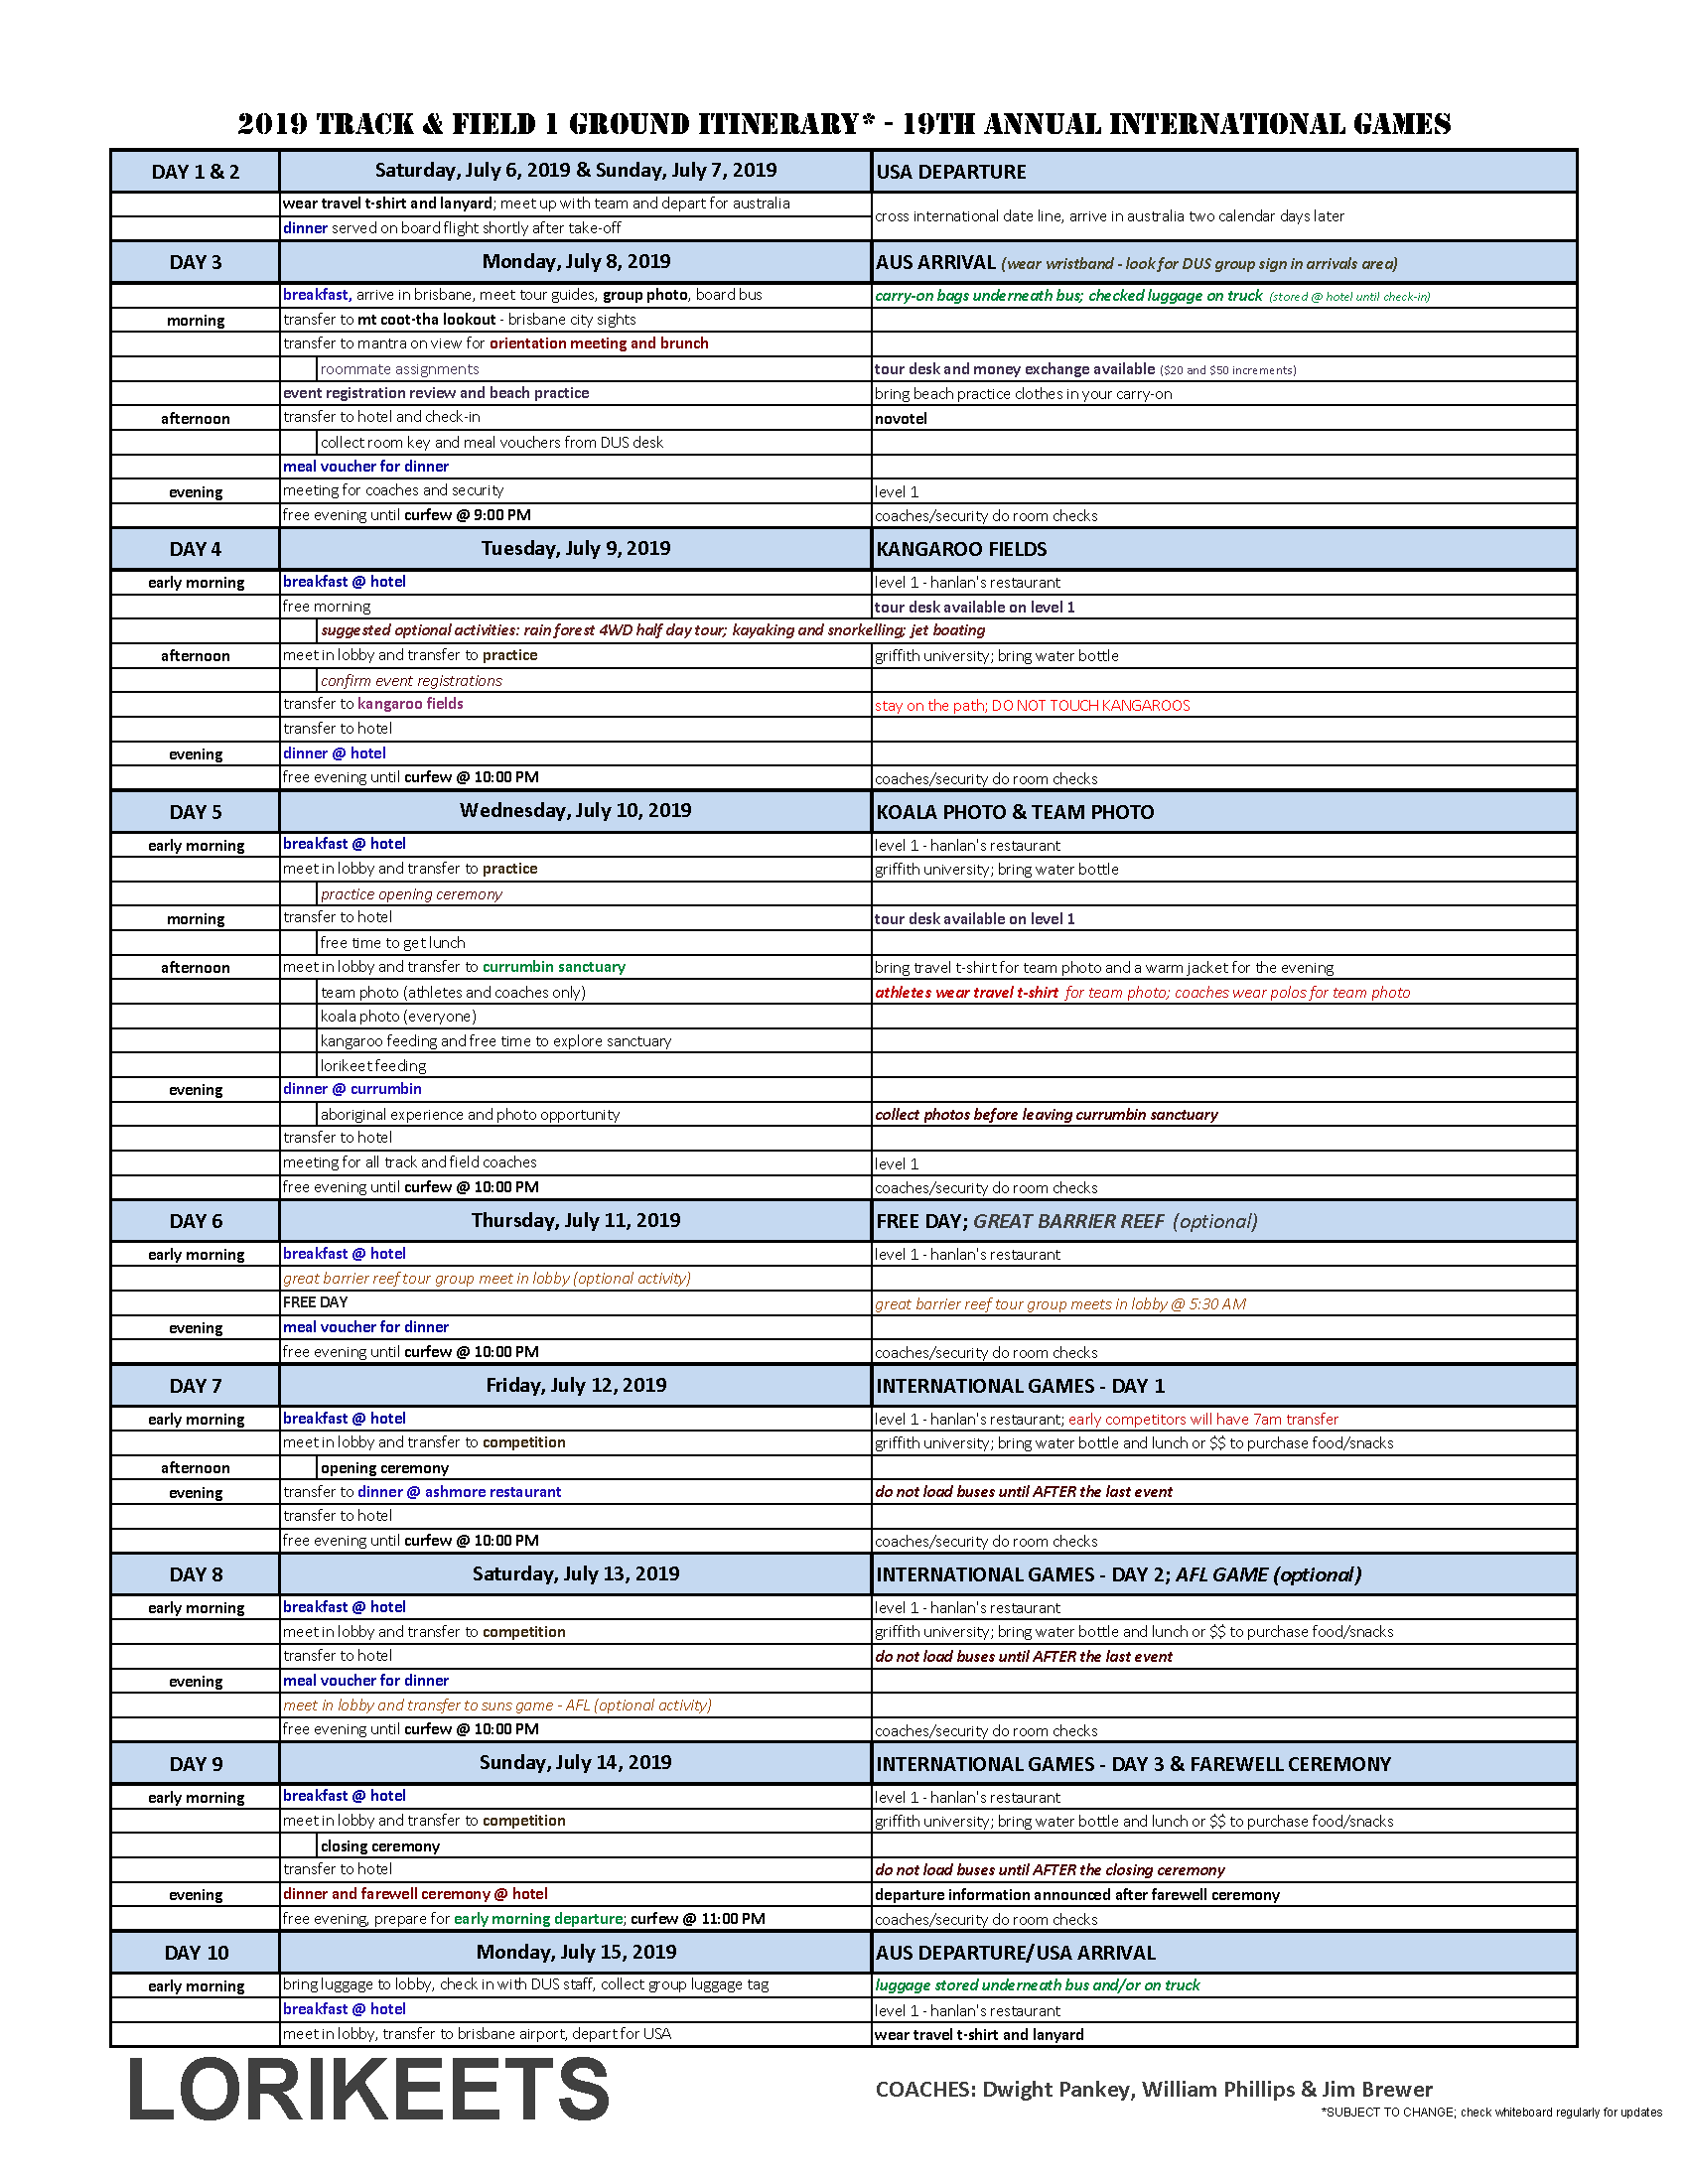 2019 TRACK & FIELD 1 GROUND ITINERARY* - 19TH ANNUAL INTERNATIONAL GAMES
DAY 1 & 2 Saturday, July 6, 2019 & Sunday, July 7, 2019 USA DEPARTURE
wear travel t-shirt and lanyard; meet up with team and depart for australia
cross international date line, arrive in australia two calendar days later
dinner served on board flight shortly after take-off
DAY 3 Monday, July 8, 2019 AUS ARRIVAL (wear wristband - look for DUS group sign in arrivals area)
breakfast, arrive in brisbane, meet tour guides, group photo, board bus carry-on bags underneath bus; checked luggage on truck (stored @ hotel until check-in)
morning transfer to mt coot-tha lookout - brisbane city sights
transfer to mantra on view for orientation meeting and brunch
roommate assignments tour desk and money exchange available ($20 and $50 increments)
event registration review and beach practice bring beach practice clothes in your carry-on
afternoon transfer to hotel and check-in novotel
collect room key and meal vouchers from DUS desk
meal voucher for dinner
evening meeting for coaches and security level 1
free evening until curfew @ 9:00 PM coaches/security do room checks
DAY 4 Tuesday, July 9, 2019 KANGAROO FIELDS
early morning breakfast @ hotel level 1 - hanlan's restaurant
free morning tour desk available on level 1
suggested optional activities: rain forest 4WD half day tour; kayaking and snorkelling; jet boating
afternoon meet in lobby and transfer to practice griffith university; bring water bottle
confirm event registrations
transfer to kangaroo fields stay on the path; DO NOT TOUCH KANGAROOS
transfer to hotel
evening dinner @ hotel
free evening until curfew @ 10:00 PM coaches/security do room checks
DAY 5 Wednesday, July 10, 2019 KOALA PHOTO & TEAM PHOTO
early morning breakfast @ hotel level 1 - hanlan's restaurant
meet in lobby and transfer to practice griffith university; bring water bottle
practice opening ceremony
morning transfer to hotel tour desk available on level 1
free time to get lunch
afternoon meet in lobby and transfer to currumbin sanctuary bring travel t-shirt for team photo and a warm jacket for the evening
team photo (athletes and coaches only) athletes wear travel t-shirt for team photo; coaches wear polos for team photo
koala photo (everyone)
kangaroo feeding and free time to explore sanctuary
lorikeet feeding
evening dinner @ currumbin
aboriginal experience and photo opportunity collect photos before leaving currumbin sanctuary
transfer to hotel
meeting for all track and field coaches level 1
free evening until curfew @ 10:00 PM coaches/security do room checks
DAY 6 Thursday, July 11, 2019 FREE DAY; GREAT BARRIER REEF (optional)
early morning breakfast @ hotel level 1 - hanlan's restaurant
great barrier reef tour group meet in lobby (optional activity)
FREE DAY great barrier reef tour group meets in lobby @ 5:30 AM
evening meal voucher for dinner
free evening until curfew @ 10:00 PM coaches/security do room checks
DAY 7 Friday, July 12, 2019 INTERNATIONAL GAMES - DAY 1
early morning breakfast @ hotel level 1 - hanlan's restaurant; early competitors will have 7am transfer
meet in lobby and transfer to competition griffith university; bring water bottle and lunch or $$ to purchase food/snacks
afternoon opening ceremony
evening transfer to dinner @ ashmore restaurant do not load buses until AFTER the last event
transfer to hotel
free evening until curfew @ 10:00 PM coaches/security do room checks
DAY 8 Saturday, July 13, 2019 INTERNATIONAL GAMES - DAY 2; AFL GAME (optional)
early morning breakfast @ hotel level 1 - hanlan's restaurant
meet in lobby and transfer to competition griffith university; bring water bottle and lunch or $$ to purchase food/snacks
transfer to hotel do not load buses until AFTER the last event
evening meal voucher for dinner
meet in lobby and transfer to suns game - AFL (optional activity)
free evening until curfew @ 10:00 PM coaches/security do room checks
DAY 9 Sunday, July 14, 2019 INTERNATIONAL GAMES - DAY 3 & FAREWELL CEREMONY
early morning breakfast @ hotel level 1 - hanlan's restaurant
meet in lobby and transfer to competition griffith university; bring water bottle and lunch or $$ to purchase food/snacks
closing ceremony
transfer to hotel do not load buses until AFTER the closing ceremony
evening dinner and farewell ceremony @ hotel departure information announced after farewell ceremony
free evening, prepare for early morning departure; curfew @ 11:00 PM coaches/security do room checks
DAY 10 Monday, July 15, 2019 AUS DEPARTURE/USA ARRIVAL
early morning bring luggage to lobby, check in with DUS staff, collect group luggage tag luggage stored underneath bus and/or on truck
breakfast @ hotel level 1 - hanlan's restaurant
meet in lobby, transfer to brisbane airport, depart for USA wear travel t-shirt and lanyard
LORIKEETS COACHES: Dwight Pankey, William Phillips & Jim Brewer
*SUBJECT TO CHANGE; check whiteboard regularly for updates